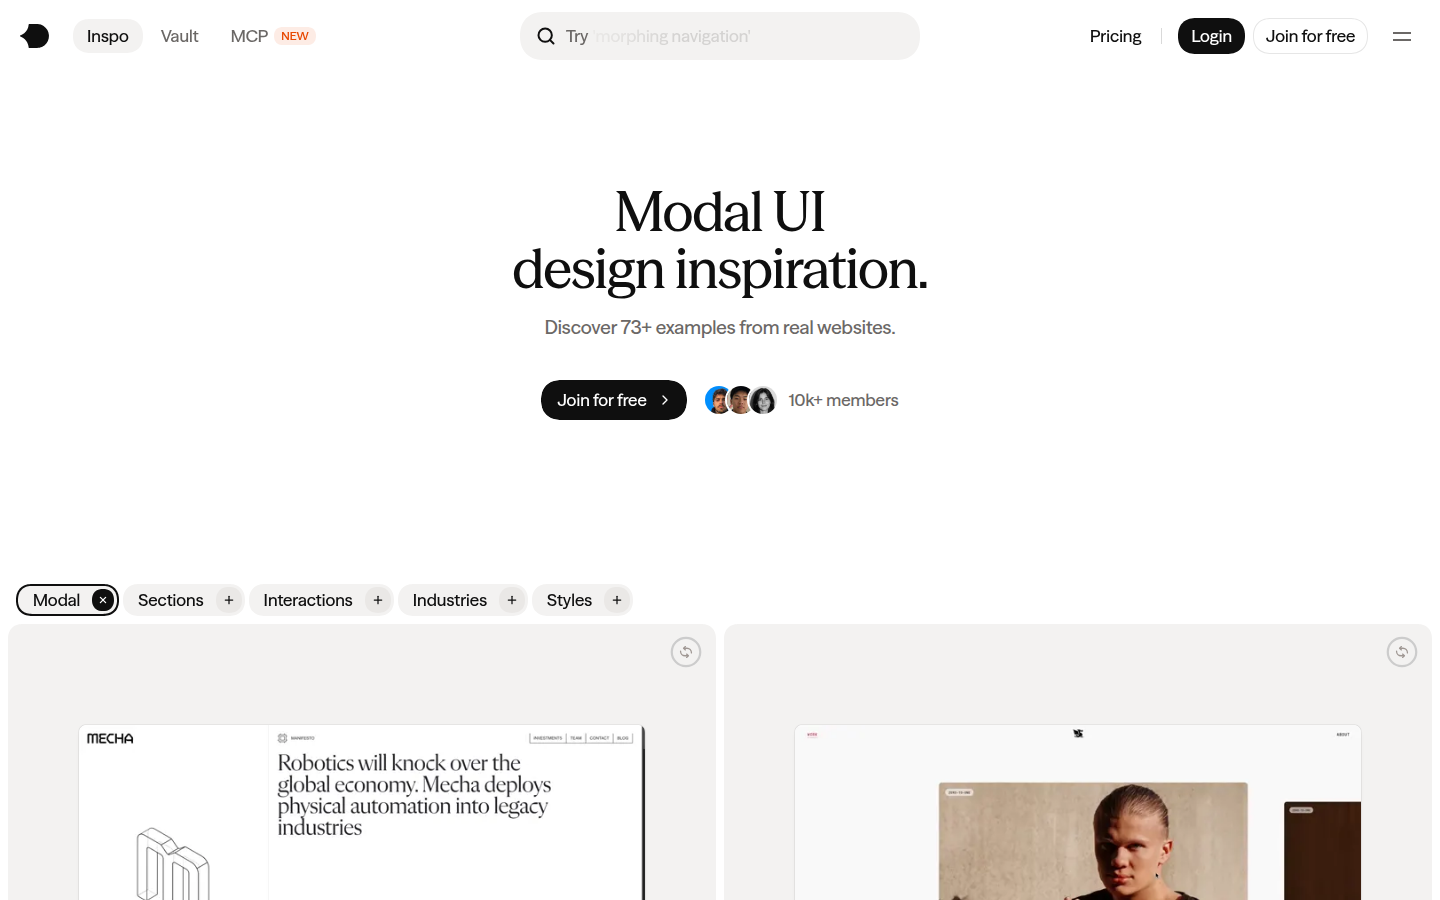 Inspo
Vault
MCP NEW
Try 'morphing navigation'
Pricing
Login
Join for free
Modal UI
design inspiration.
Discover 73+ examples from real websites.
Join for free
10k+ members
Modal
Sections
Interactions
Industries
Styles
MECHA
MANIFESTO
INVESTMENTS
TEAM
CONTACT
BLOG
Robotics will knock over the
global economy. Mecha deploys
physical automation into legacy
industries
ABOUT